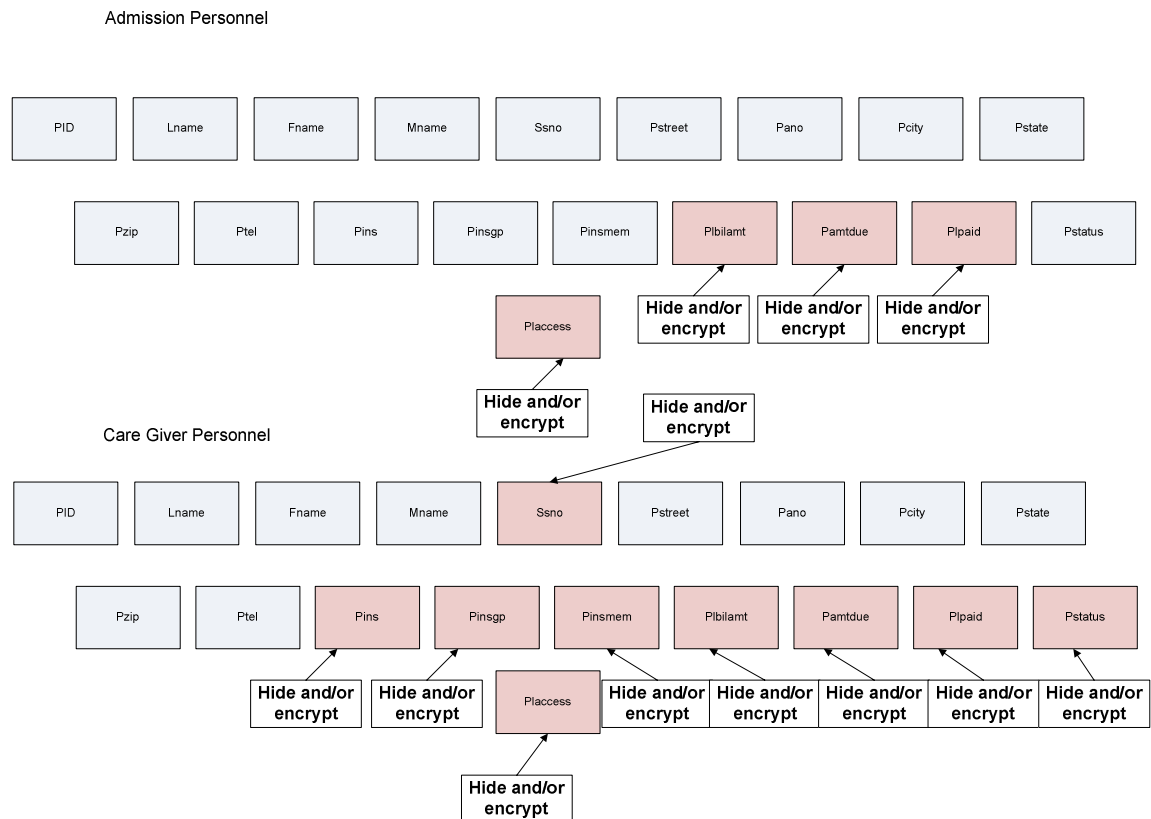 Admission Personnel
PID Lname Fname Mname Ssno Pstreet Pano Pcity Pstate
Pzip Ptel Pins Pinsgp Pinsmem Plbilamt Pamtdue Plpaid Pstatus
Hide and/or
encrypt
Hide and/or
encrypt
Hide and/or
encrypt
Placcess
Hide and/or
encrypt
Hide and/or
encrypt
Care Giver Personnel
PID Lname Fname Mname Ssno Pstreet Pano Pcity Pstate
Pzip Ptel Pins Pinsgp Pinsmem Plbilamt Pamtdue Plpaid Pstatus
Hide and/or
encrypt
Hide and/or
encrypt
Placcess
Hide and/or
encrypt
Hide and/or
encrypt
Hide and/or
encrypt
Hide and/or
encrypt
Hide and/or
encrypt
Hide and/or
encrypt